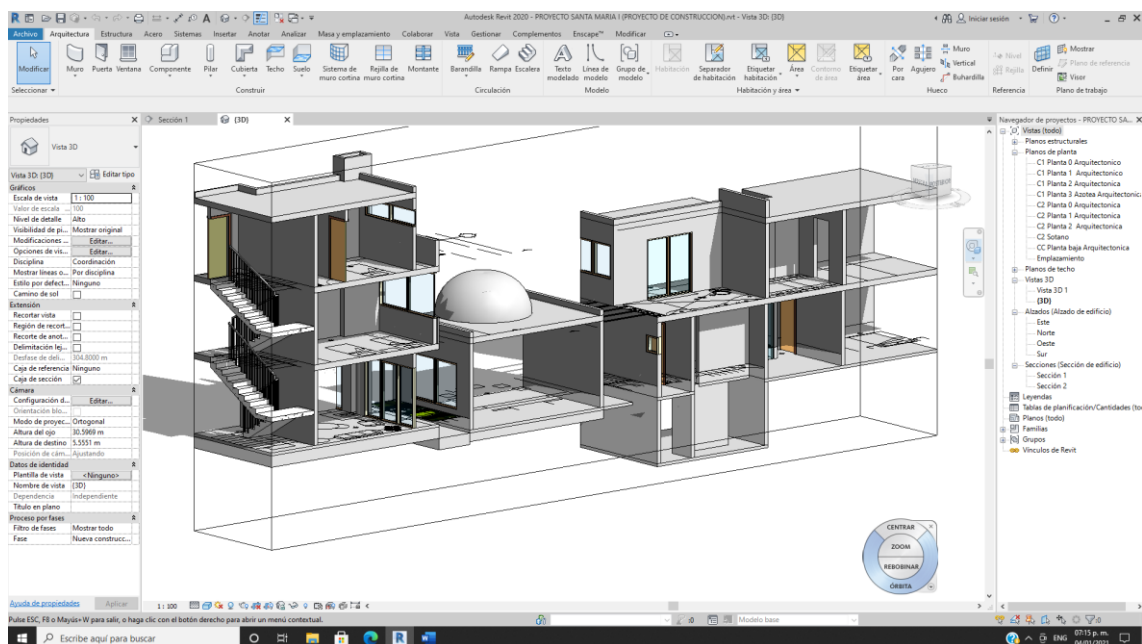 Autodesk Revit 2020 - PROYECTO SANTA MARIA I (PROYECTO DE CONSTRUCCION).rvt - Vista 3D: {3D}
Iniciar sesión
Archivo Arquitectura Estructura Acero Sistemas Insertar Anotar Analizar Masa y emplazamiento Colaborar Vista Gestionar Complementos Enscape™ Modificar
Modificar Muro Puerta Ventana Componente Pilar Cubierta Techo Suelo Sistema de muro cortina Rejilla de muro cortina Montante Barandilla Rampa Escalera Texto modelado Línea de modelo Grupo de modelo Habitación Separador de habitación Etiquetar habitación Área Contorno de área Etiquetar área Por cara Agujero Muro Vertical Buhardilla Nivel Rejilla Definir Mostrar Plano de referencia Visor
Seleccionar Construir Circulación Modelo Habitación y área Hueco Referencia Plano de trabajo
Propiedades
Vista 3D
Vista 3D: {3D} Editar tipo
Gráficos
Escala de vista 1 : 100
Valor de escala ... 100
Nivel de detalle Alto
Visibilidad de pi... Mostrar original
Modificaciones ... Editar...
Opciones de vis... Editar...
Disciplina Coordinación
Mostrar líneas o... Por disciplina
Estilo por defect... Ninguno
Camino de sol
Extensión
Recortar vista
Región de recort...
Recorte de anot...
Delimitación lej...
Desfase de deli... 304.8000 m
Caja de referencia Ninguno
Caja de sección
Cámara
Configuración d... Editar...
Orientación blo...
Modo de proyec... Ortogonal
Altura del ojo 30.5969 m
Altura de destino 5.5551 m
Posición de cám... Ajustando
Datos de identidad
Plantilla de vista <Ninguno>
Nombre de vista {3D}
Dependencia Independiente
Título en plano
Proceso por fases
Filtro de fases Mostrar todo
Fase Nueva construcc...
Ayuda de propiedades Aplicar
Sección 1 {3D}
CENTRAR
ZOOM
REBOBINAR
ÓRBITA
1 : 100
Navegador de proyectos - PROYECTO SA...
Vistas (todo)
Planos estructurales
Planos de planta
C1 Planta 0 Arquitectonico
C1 Planta 1 Arquitectonico
C1 Planta 2 Arquitectonica
C1 Planta 3 Azotea Arquitectonica
C2 Planta 0 Arquitectonica
C2 Planta 1 Arquitectonica
C2 Planta 2 Arquitectonica
C2 Sotano
CC Planta baja Arquitectonica
Emplazamiento
Planos de techo
Vistas 3D
Vista 3D 1
{3D}
Alzados (Alzado de edificio)
Este
Norte
Oeste
Sur
Secciones (Sección de edificio)
Sección 1
Sección 2
Leyendas
Tablas de planificación/Cantidades (to
Planos (todo)
Familias
Grupos
Vínculos de Revit
Pulse ESC, F8 o Mayús+W para salir, o haga clic con el botón derecho para abrir un menú contextual. :0 Modelo base :0
Escribe aquí para buscar
ENG
07:15 p. m.
04/01/2021